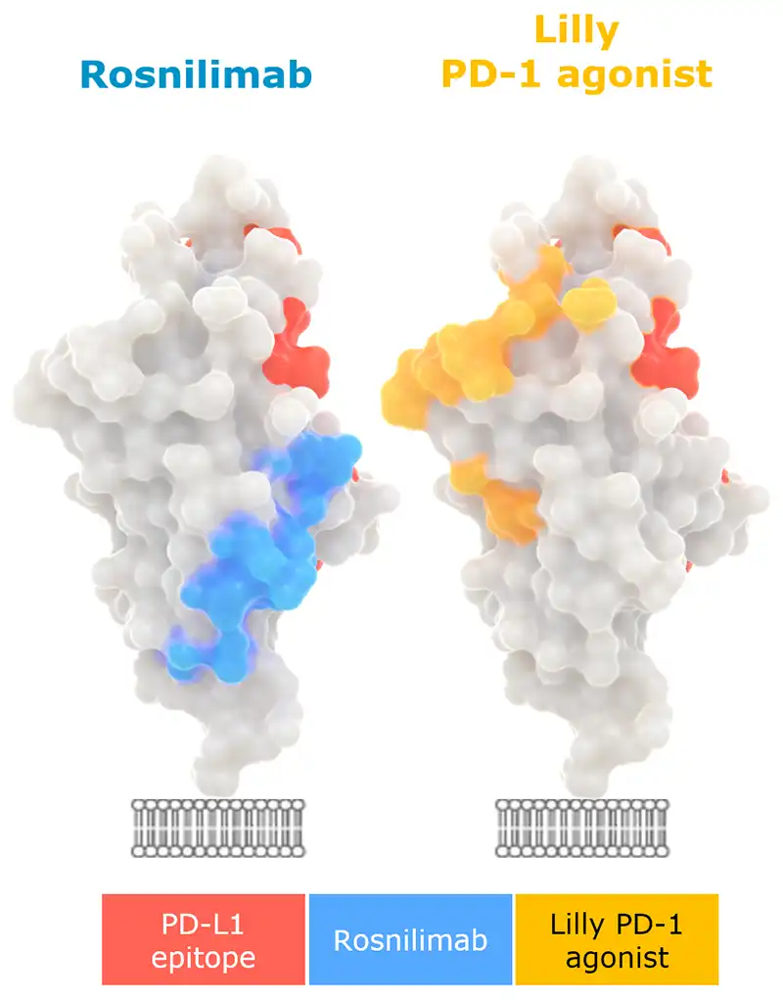 Rosnilimab
Lilly
PD-1 agonist
PD-L1
epitope
Rosnilimab
Lilly PD-1
agonist